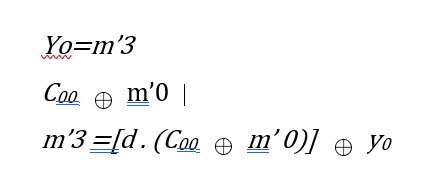 Yo=m’3
C00 ⊕ m’0 |
m’3 =[d . (C00 ⊕ m’ 0)] ⊕ y0